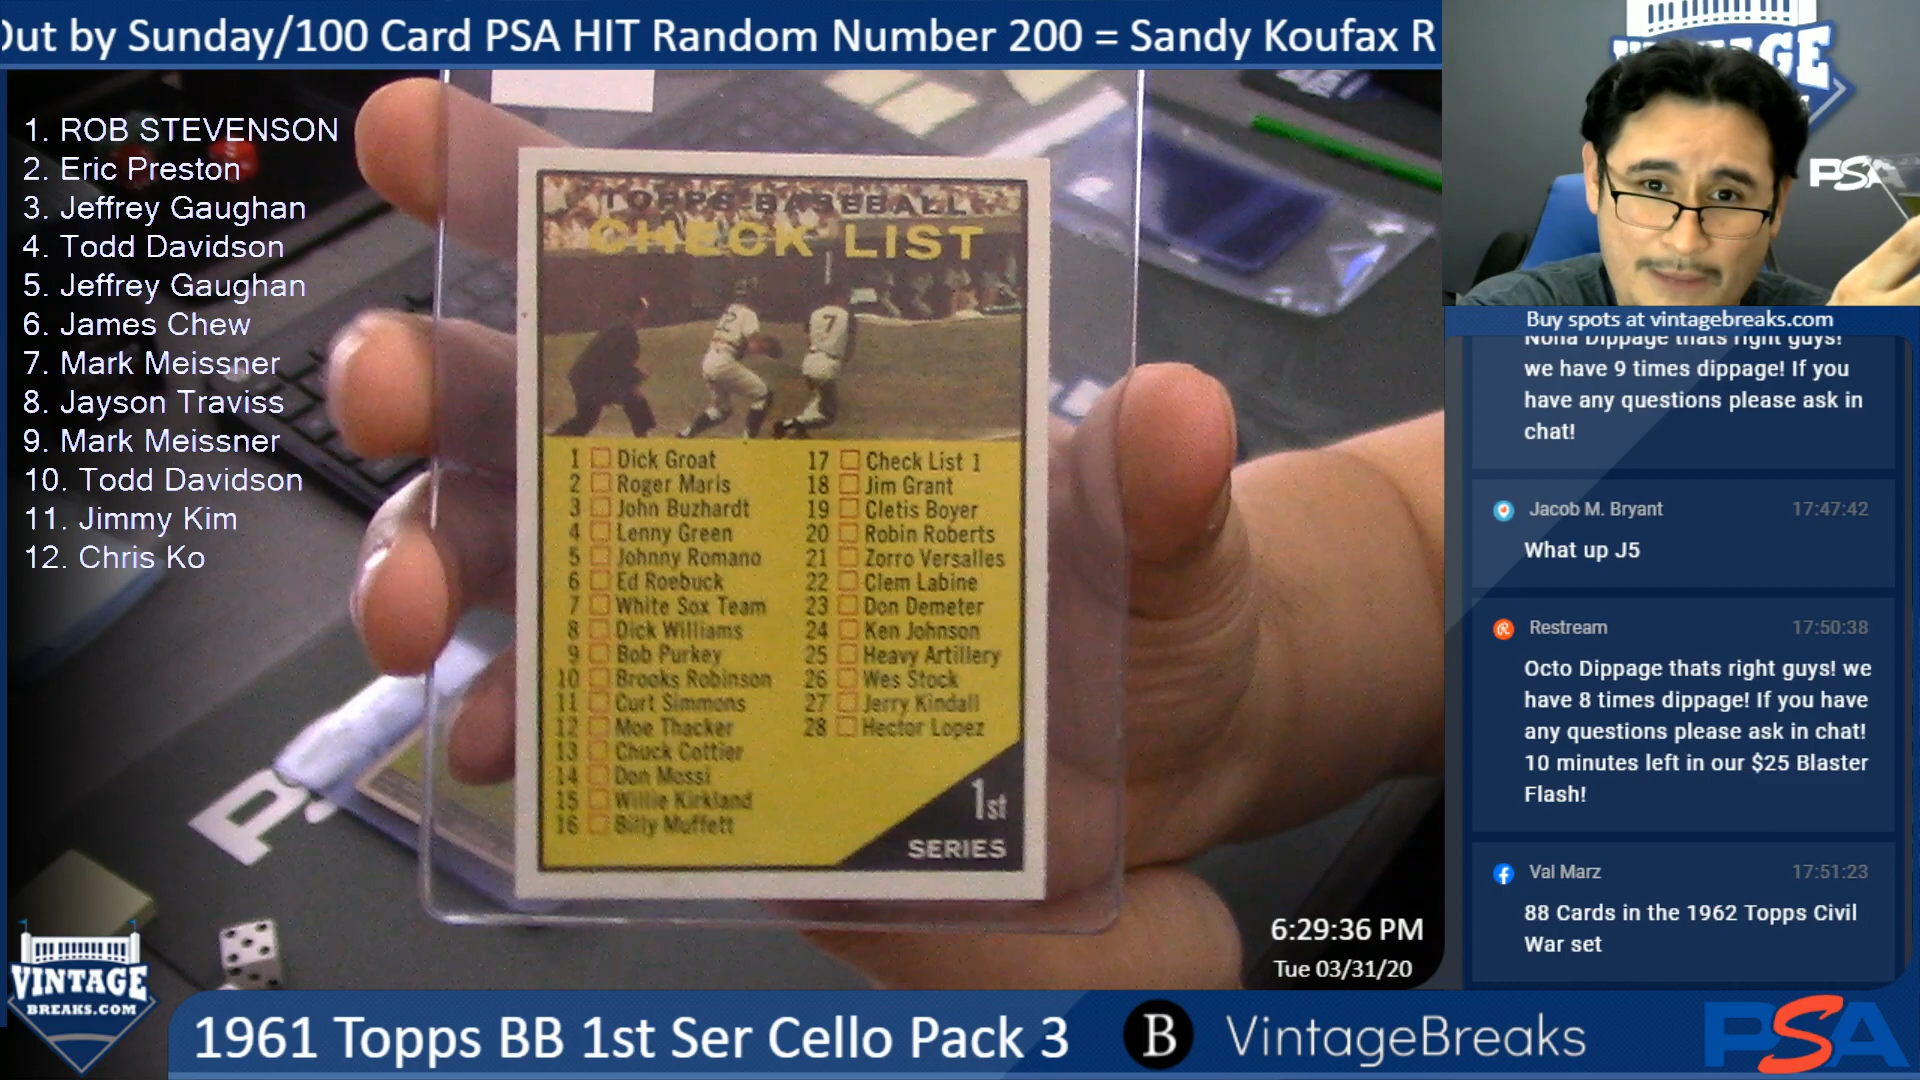 Out by Sunday/100 Card PSA HIT Random Number 200 = Sandy Koufax R
1. ROB STEVENSON
2. Eric Preston
3. Jeffrey Gaughan
4. Todd Davidson
5. Jeffrey Gaughan
6. James Chew
7. Mark Meissner
8. Jayson Traviss
9. Mark Meissner
10. Todd Davidson
11. Jimmy Kim
12. Chris Ko
TOPPS BASEBALL
CHECK LIST
2
7
1 Dick Groat
2 Roger Maris
3 John Buzhardt
4 Lenny Green
5 Johnny Romano
6 Ed Roebuck
7 White Sox Team
8 Dick Williams
9 Bob Purkey
10 Brooks Robinson
11 Curt Simmons
12 Moe Thacker
13 Chuck Cottier
14 Don Mossi
15 Willie Kirkland
16 Billy Muffett
17 Check List 1
18 Jim Grant
19 Cletis Boyer
20 Robin Roberts
21 Zorro Versalles
22 Clem Labine
23 Don Demeter
24 Ken Johnson
25 Heavy Artillery
26 Wes Stock
27 Jerry Kindall
28 Hector Lopez
1st
SERIES
PSA
Buy spots at vintagebreaks.com
Nona Dippage thats right guys!
we have 9 times dippage! If you
have any questions please ask in
chat!
Jacob M. Bryant 17:47:42
What up J5
Restream 17:50:38
Octo Dippage thats right guys! we
have 8 times dippage! If you have
any questions please ask in chat!
10 minutes left in our $25 Blaster
Flash!
Val Marz 17:51:23
88 Cards in the 1962 Topps Civil
War set
6:29:36 PM
Tue 03/31/20
VINTAGE
BREAKS.COM
1961 Topps BB 1st Ser Cello Pack 3
B VintageBreaks
PSA